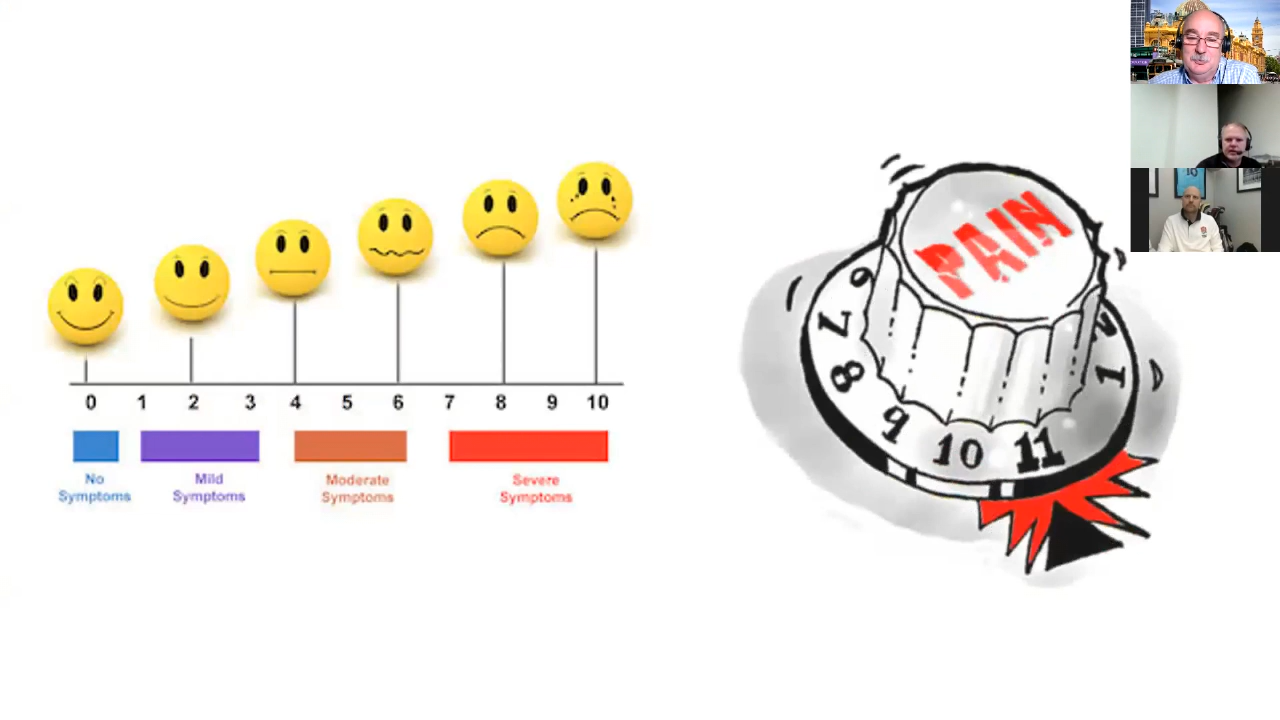 0 1 2 3 4 5 6 7 8 9 10
No
Symptoms
Mild
Symptoms
Moderate
Symptoms
Severe
Symptoms
PAIN
6
7
8
9
10
11
1
2